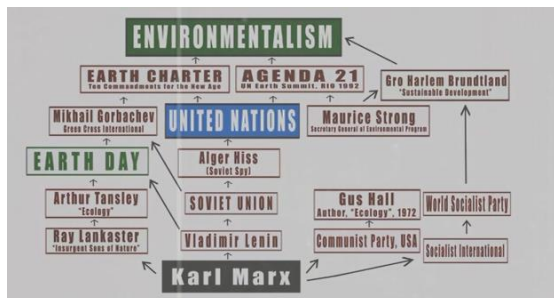 ENVIRONMENTALISM
EARTH CHARTER
Ten Commandments for the New Age
AGENDA 21
UN Earth Summit, RIO 1992
Gro Harlem Brundtland
"Sustainable Development"
Mikhail Gorbachev
Green Cross International
UNITED NATIONS
Maurice Strong
Secretary General of Environmental Program
EARTH DAY
Alger Hiss
(Soviet Spy)
Arthur Tansley
"Ecology"
SOVIET UNION
Gus Hall
Author, "Ecology", 1972
World Socialist Party
Ray Lankaster
"Insurgent Sons of Nature"
Vladimir Lenin
Communist Party, USA
Socialist International
Karl Marx